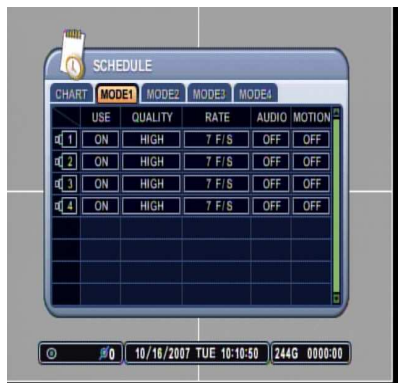 SCHEDULE
CHART MODE1 MODE2 MODE3 MODE4
USE QUALITY RATE AUDIO MOTION
1 ON HIGH 7 F/S OFF OFF
2 ON HIGH 7 F/S OFF OFF
3 ON HIGH 7 F/S OFF OFF
4 ON HIGH 7 F/S OFF OFF
0 10/16/2007 TUE 10:10:50 244G 0000:00